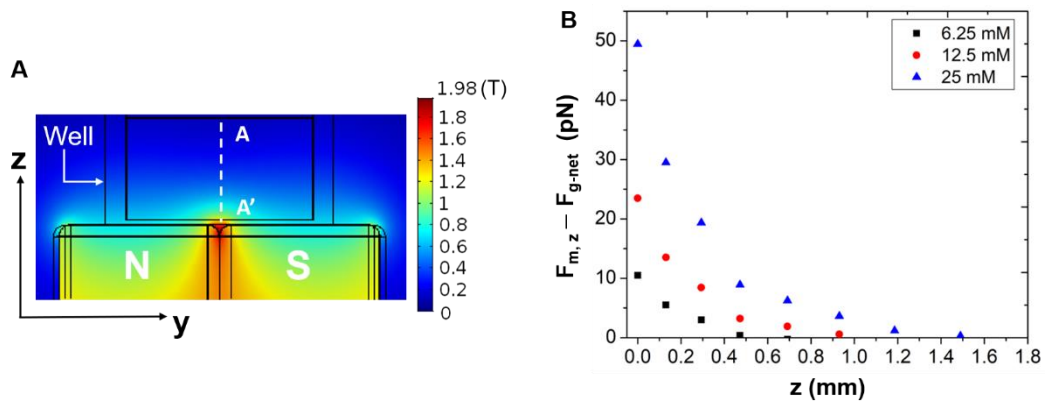 A
1.98 (T)
1.8
1.6
1.4
1.2
1
0.8
0.6
0.4
0.2
0
Well
A
A'
z
N
S
y
B
6.25 mM
12.5 mM
25 mM
50
40
30
20
10
0
F m, z – F g-net (pN)
0.0 0.2 0.4 0.6 0.8 1.0 1.2 1.4 1.6 1.8
z (mm)